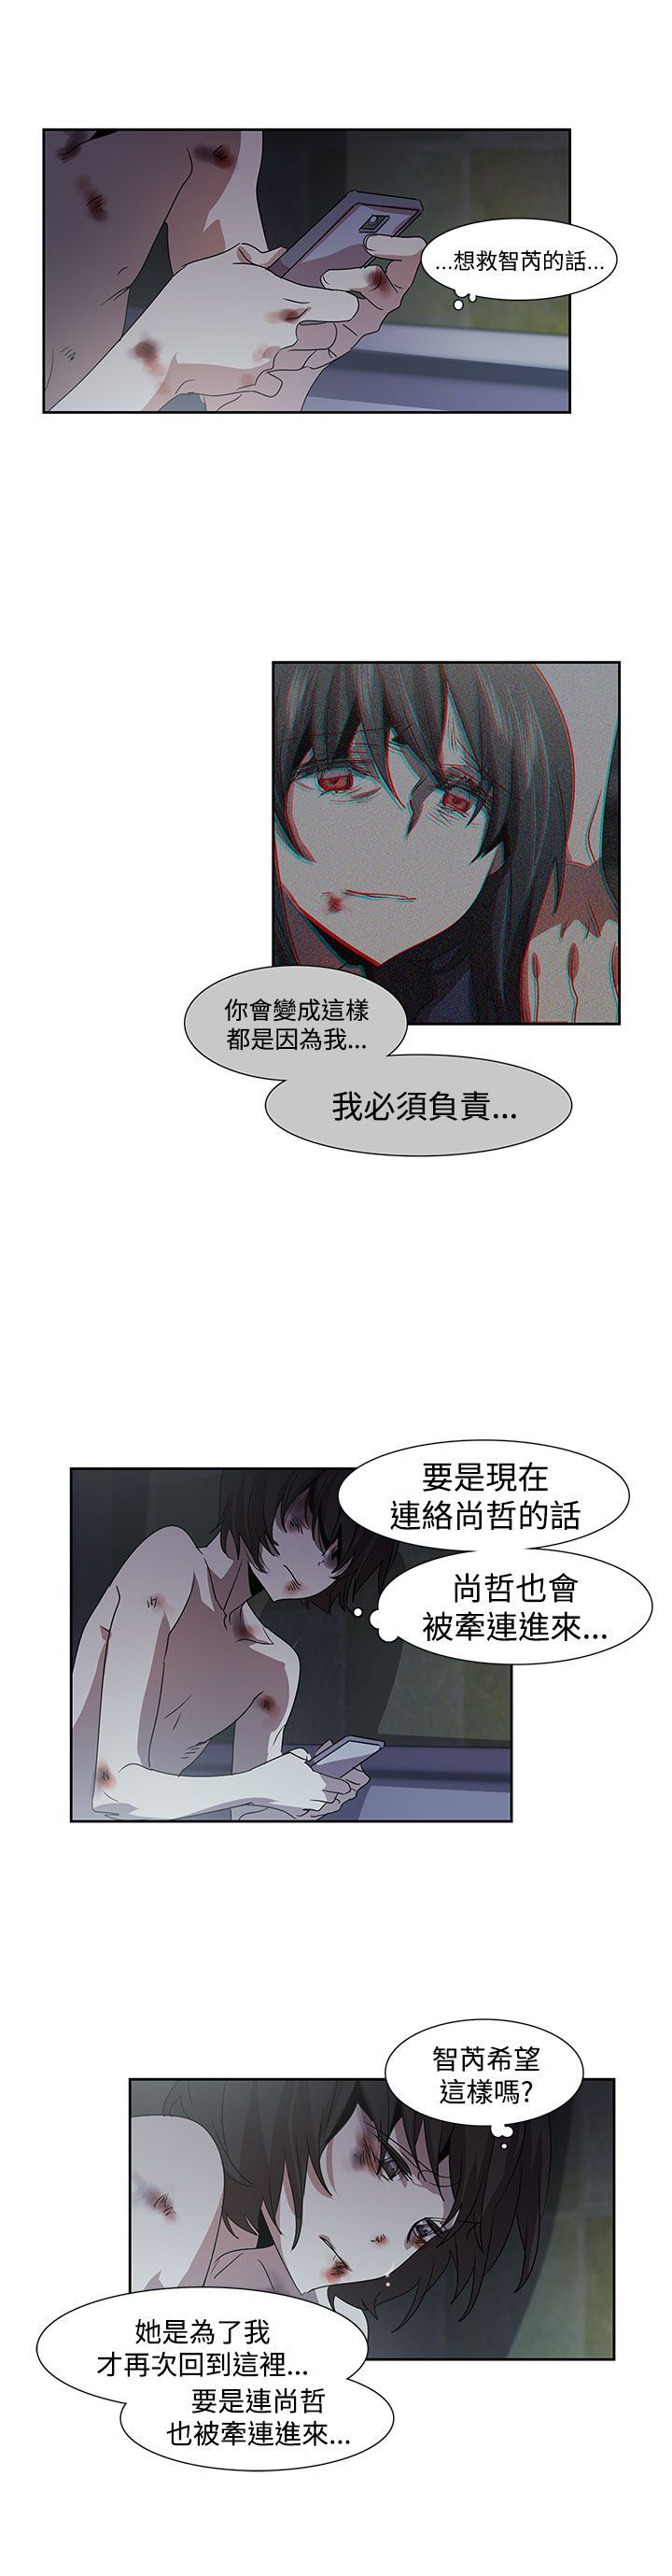 ...想救智芮的話...
你會變成這樣
都是因為我...
我必須負責...
要是現在
連絡尚哲的話
尚哲也會
被牽連進來...
智芮希望
這樣嗎?
她是為了我
才再次回到這裡...
要是連尚哲
也被牽連進來...